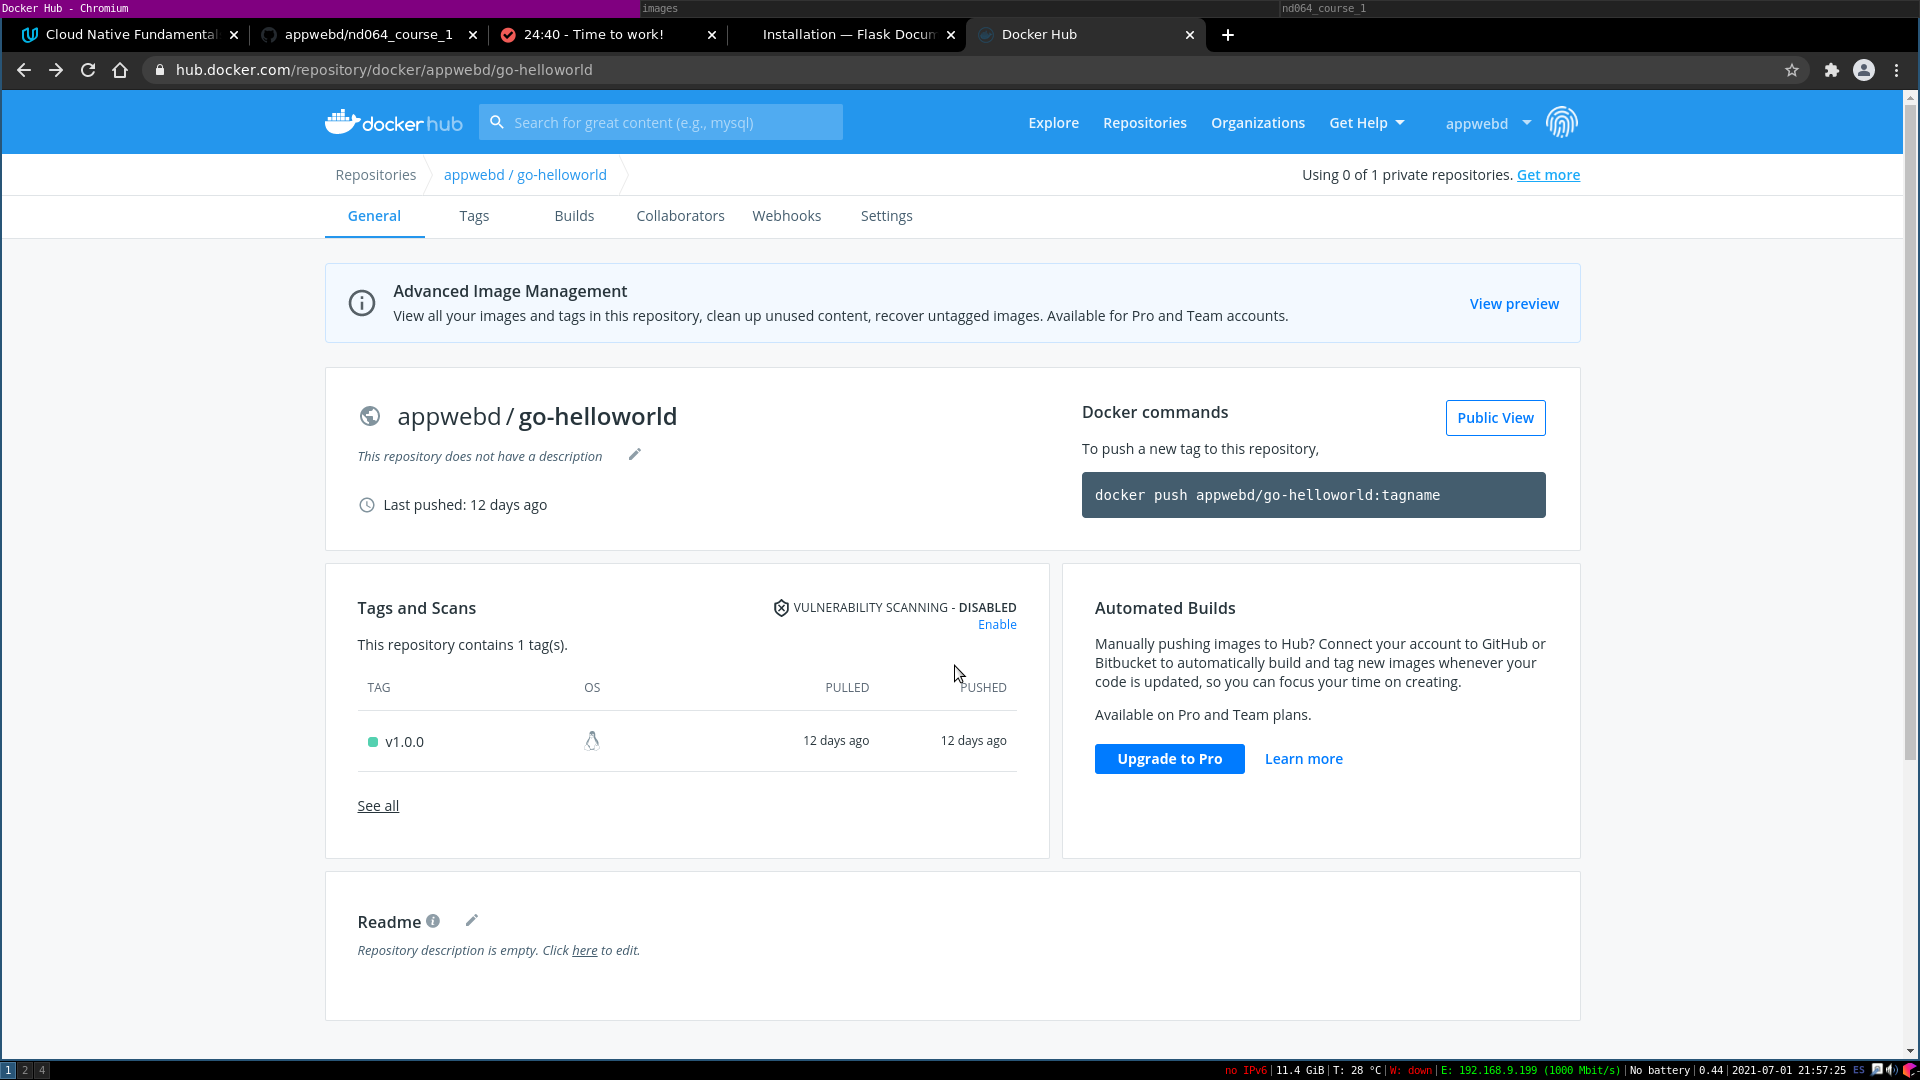 Docker Hub - Chromium
images
nd064_course_1
Cloud Native Fundamental
appwebd/nd064_course_1
24:40 - Time to work!
Installation — Flask Docum
Docker Hub
hub.docker.com/repository/docker/appwebd/go-helloworld
docker hub
Search for great content (e.g., mysql)
Explore
Repositories
Organizations
Get Help
appwebd
Repositories
appwebd / go-helloworld
Using 0 of 1 private repositories. Get more
General
Tags
Builds
Collaborators
Webhooks
Settings
Advanced Image Management
View all your images and tags in this repository, clean up unused content, recover untagged images. Available for Pro and Team accounts.
View preview
appwebd / go-helloworld
This repository does not have a description
Last pushed: 12 days ago
Docker commands
Public View
To push a new tag to this repository,
docker push appwebd/go-helloworld:tagname
Tags and Scans
VULNERABILITY SCANNING - DISABLED
Enable
This repository contains 1 tag(s).
TAG
OS
PULLED
PUSHED
v1.0.0
12 days ago
12 days ago
See all
Automated Builds
Manually pushing images to Hub? Connect your account to GitHub or
Bitbucket to automatically build and tag new images whenever your
code is updated, so you can focus your time on creating.
Available on Pro and Team plans.
Upgrade to Pro
Learn more
Readme
Repository description is empty. Click here to edit.
1 2 4
no IPv6 | 11.4 GiB | T: 28 °C | W: down | E: 192.168.9.199 (1000 Mbit/s) | No battery | 0.44 | 2021-07-01 21:57:25 ES